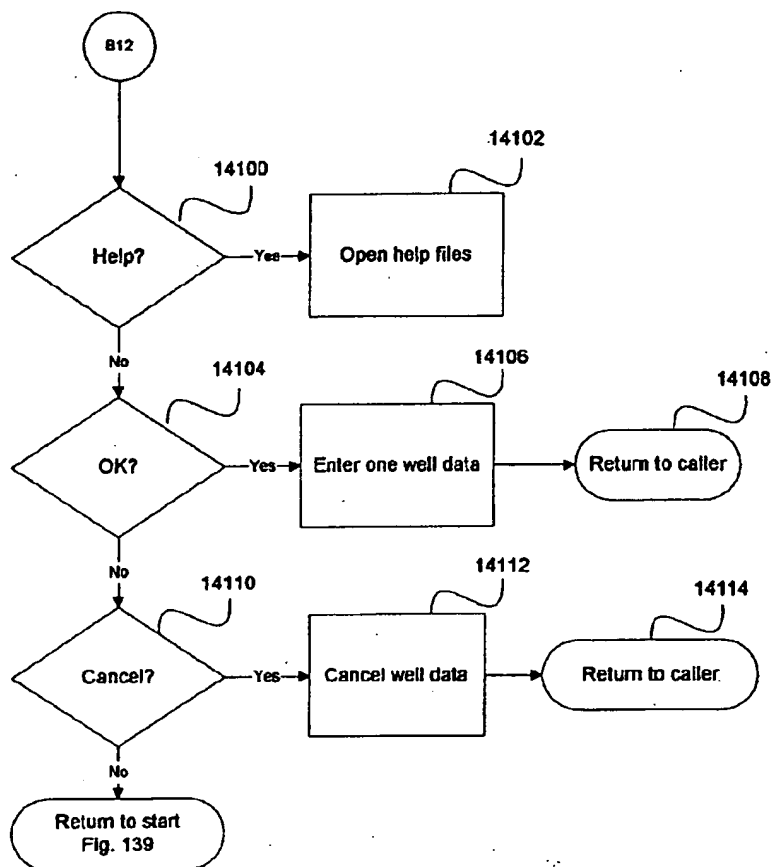 B12
14100
14102
Help?
Yes
Open help files
No
14104
14106
14108
OK?
Yes
Enter one well data
Return to caller
No
14110
14112
14114
Cancel?
Yes
Cancel well data
Return to caller
No
Return to start
Fig. 139